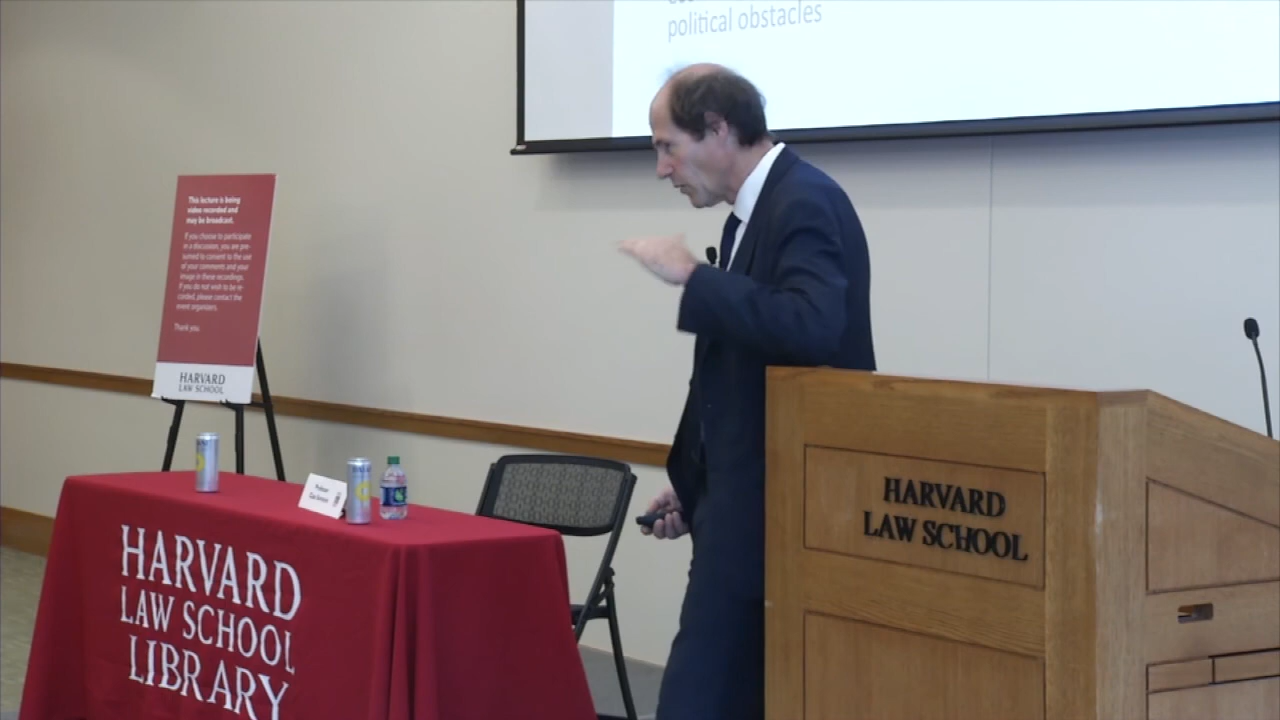 political obstacles
This lecture is being
video recorded and
may be broadcast.
If you choose to participate
in a discussion, you are pre-
sumed to consent to the use
of your comments and your
image in these recordings.
If you do not wish to be re-
corded, please contact the
event organizers.
Thank you.
HARVARD
LAW SCHOOL
Professor
HARVARD
LAW SCHOOL
LIBRARY
HARVARD
LAW SCHOOL